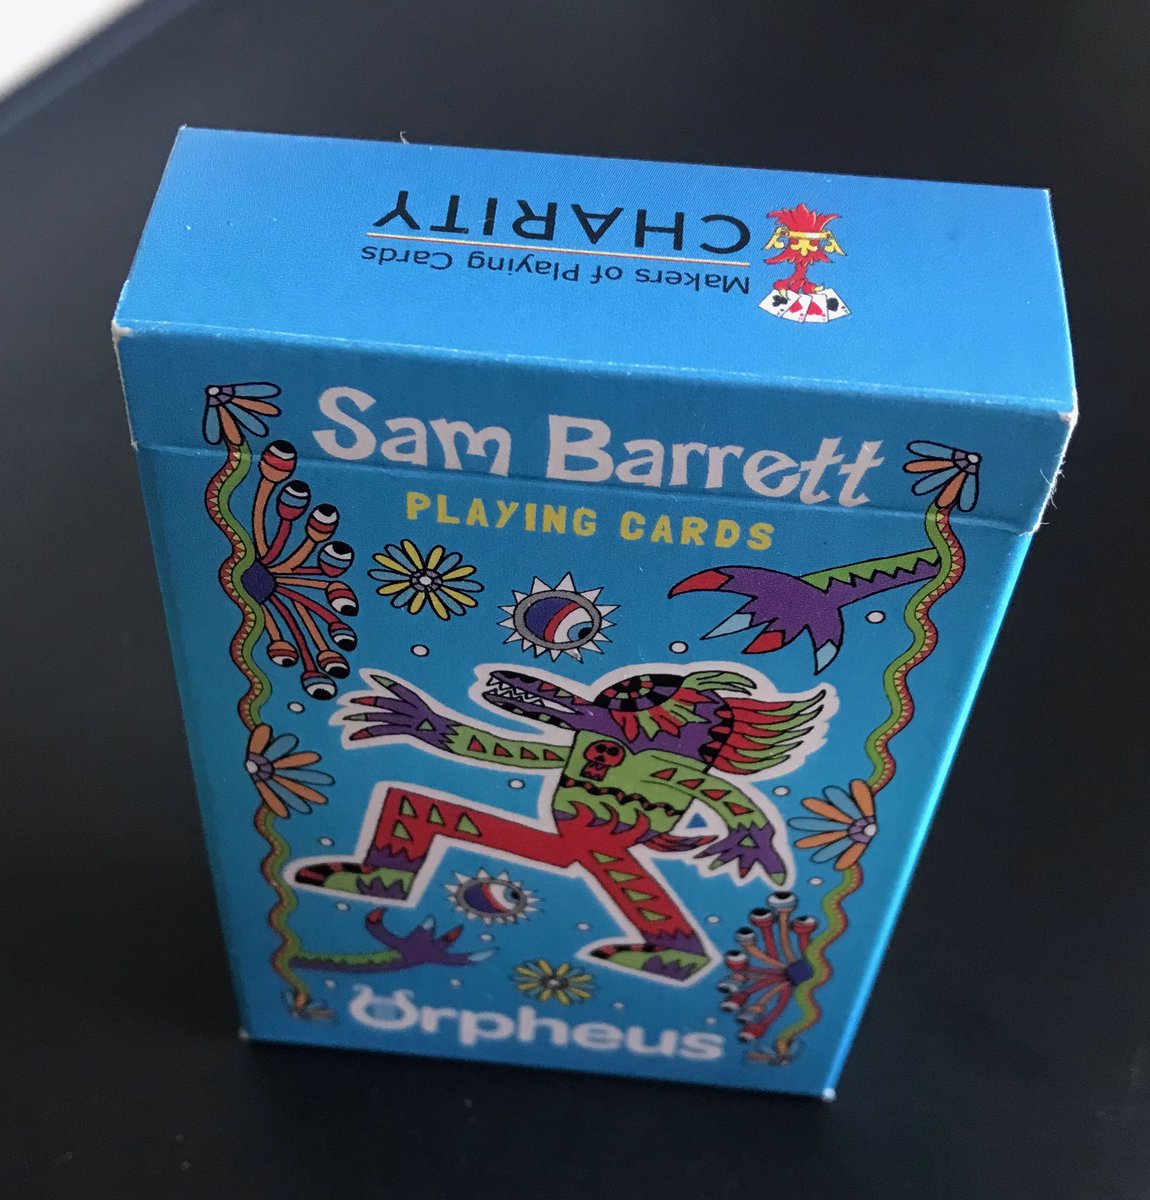 Makers of Playing Cards
CHARITY
Sam Barrett
PLAYING CARDS
Orpheus